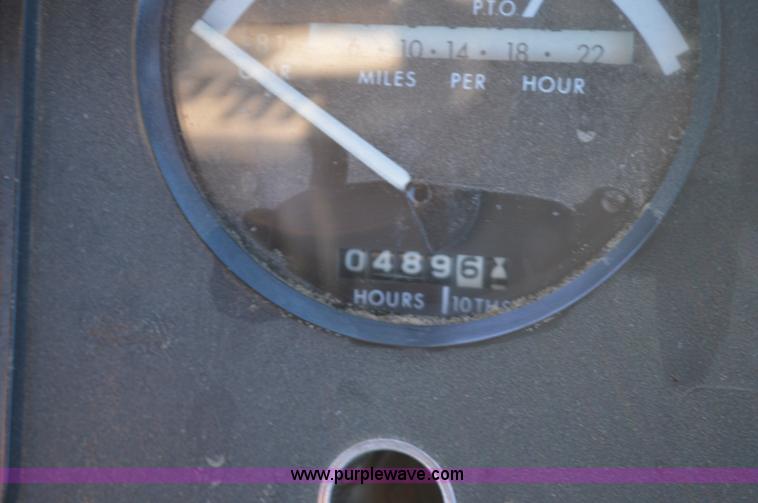 P.T.O.
6 · 10 · 14 · 18 · 22
MILES PER HOUR
04896
HOURS 10THS
www.purplewave.com